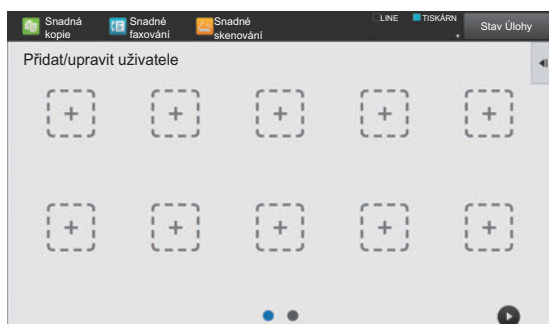 Snadná kopie
Snadné faxování
Snadné skenování
LINE
TISKÁRN
Stav Úlohy
Přidat/upravit uživatele